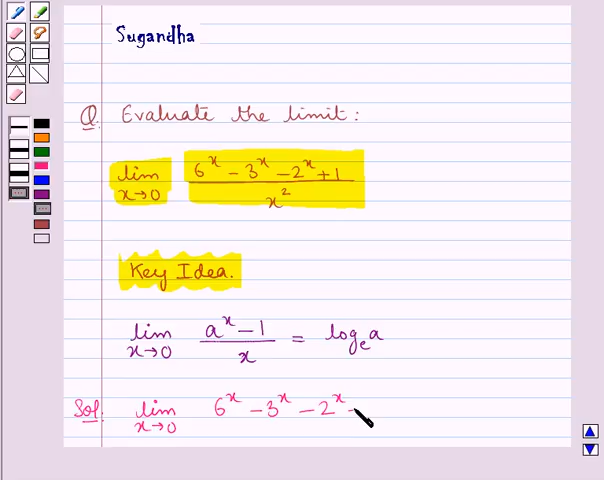 Sugandha
Q. Evaluate the limit:
lim x→0 (6^x - 3^x - 2^x + 1) / x^2
Key Idea.
lim x→0 (a^x - 1) / x = log_e a
Sol. lim x→0 6^x - 3^x - 2^x